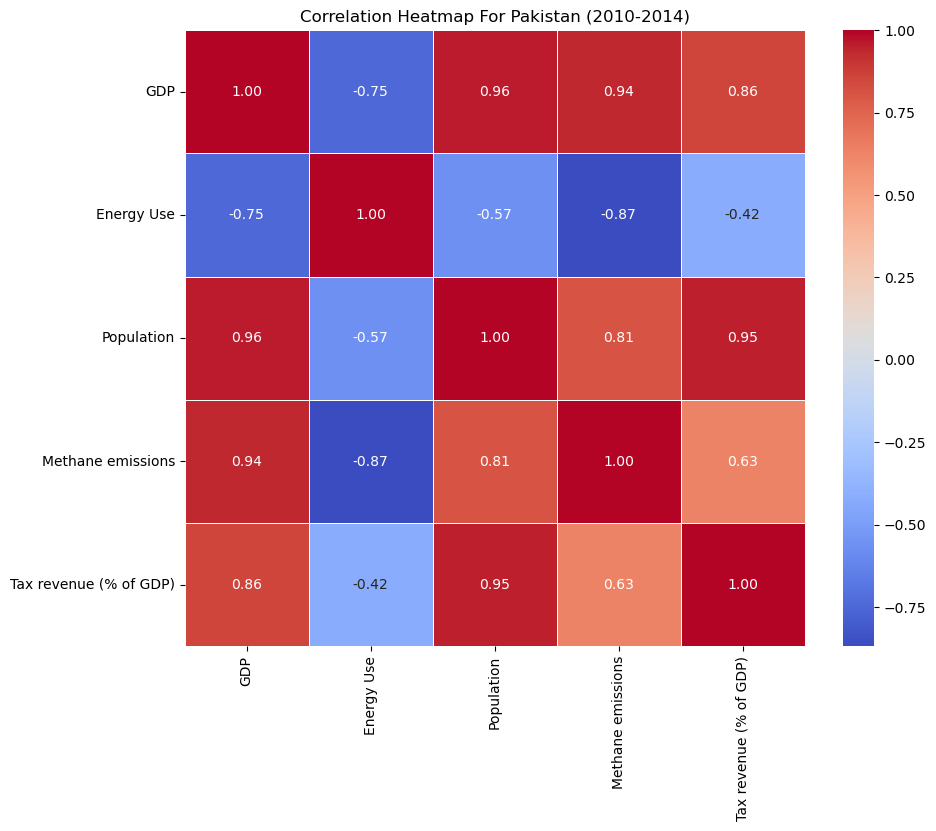 Correlation Heatmap For Pakistan (2010-2014)
GDP 1.00 -0.75 0.96 0.94 0.86
Energy Use -0.75 1.00 -0.57 -0.87 -0.42
Population 0.96 -0.57 1.00 0.81 0.95
Methane emissions 0.94 -0.87 0.81 1.00 0.63
Tax revenue (% of GDP) 0.86 -0.42 0.95 0.63 1.00
GDP
Energy Use
Population
Methane emissions
Tax revenue (% of GDP)
1.00
0.75
0.50
0.25
0.00
−0.25
−0.50
−0.75